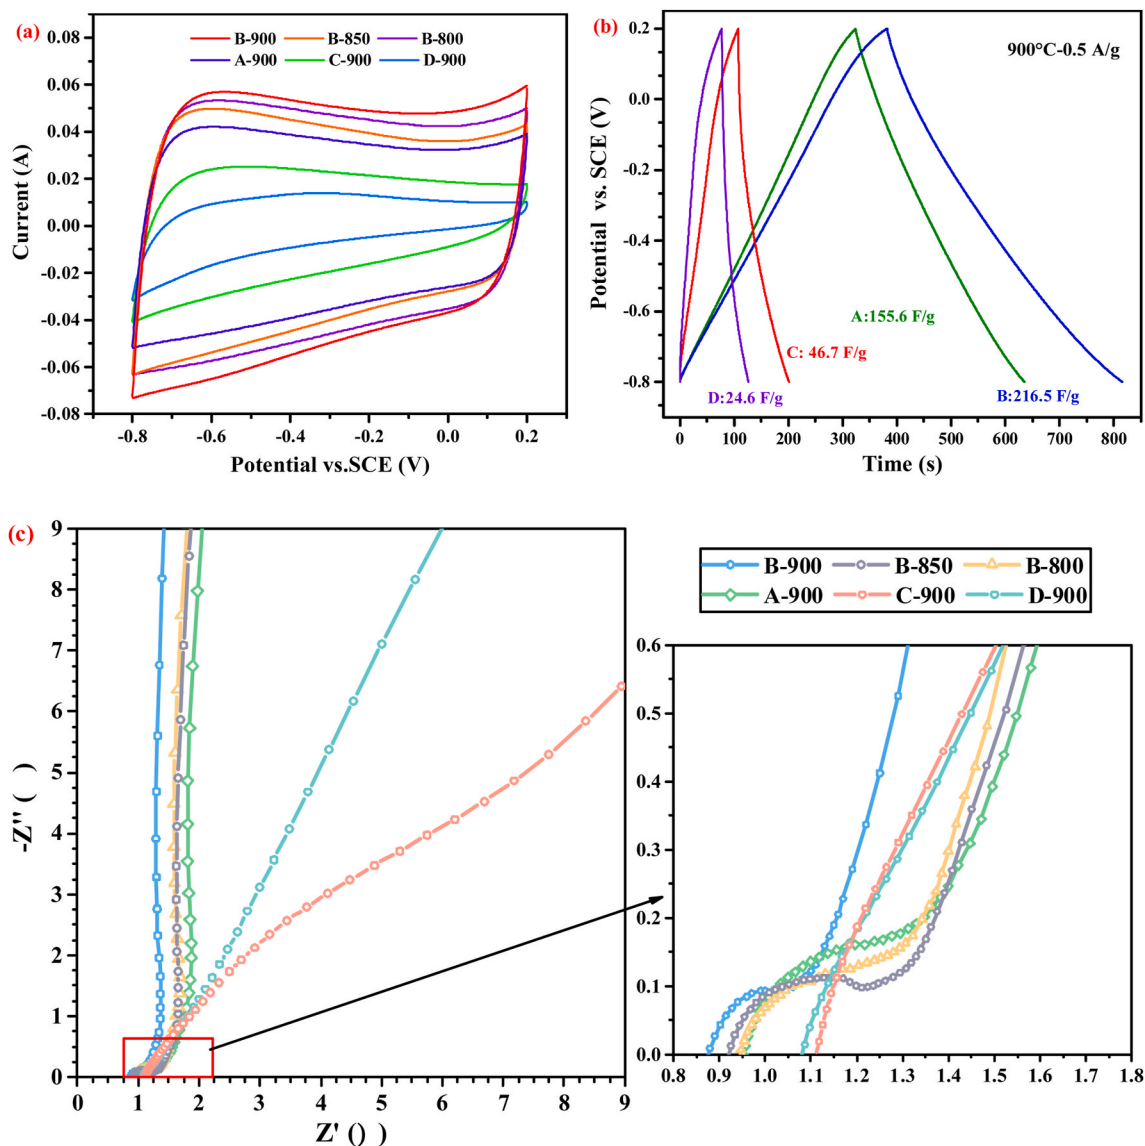 (a)
0.08
0.06
0.04
0.02
0.00
-0.02
-0.04
-0.06
-0.08
Current (A)
B-900 B-850 B-800
A-900 C-900 D-900
-0.8 -0.6 -0.4 -0.2 0.0 0.2
Potential vs.SCE (V)
(b)
0.2
0.0
-0.2
-0.4
-0.6
-0.8
Potential vs. SCE (V)
900°C-0.5 A/g
A:155.6 F/g
C: 46.7 F/g
D:24.6 F/g
B:216.5 F/g
0 100 200 300 400 500 600 700 800
Time (s)
(c)
9
8
7
6
5
4
3
2
1
0
-Z'' ( )
1 2 3 4 5 6 7 8 9
Z' () )
B-900 B-850 B-800
A-900 C-900 D-900
0.6
0.5
0.4
0.3
0.2
0.1
0.0
0.8 0.9 1.0 1.1 1.2 1.3 1.4 1.5 1.6 1.7 1.8